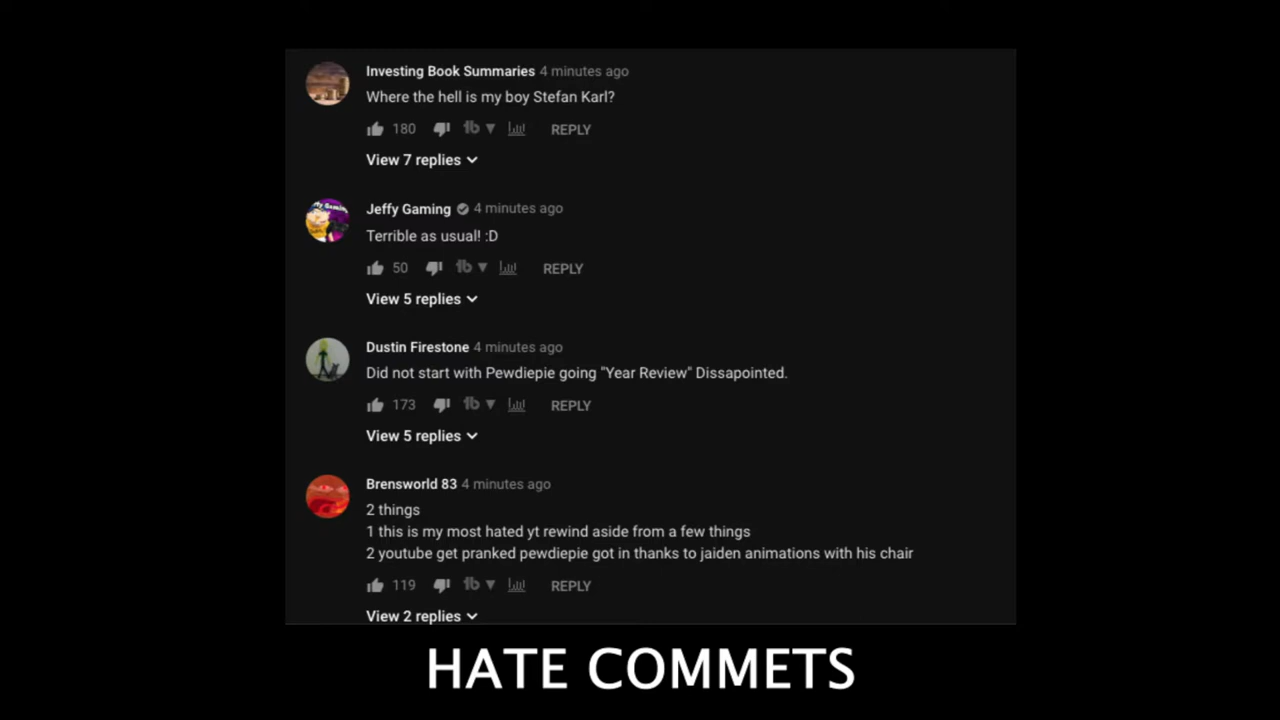 Investing Book Summaries 4 minutes ago
Where the hell is my boy Stefan Karl?
180 REPLY
View 7 replies
Jeffy Gaming 4 minutes ago
Terrible as usual! :D
50 REPLY
View 5 replies
Dustin Firestone 4 minutes ago
Did not start with Pewdiepie going "Year Review" Dissapointed.
173 REPLY
View 5 replies
Brensworld 83 4 minutes ago
2 things
1 this is my most hated yt rewind aside from a few things
2 youtube get pranked pewdiepie got in thanks to jaiden animations with his chair
119 REPLY
View 2 replies
HATE COMMETS